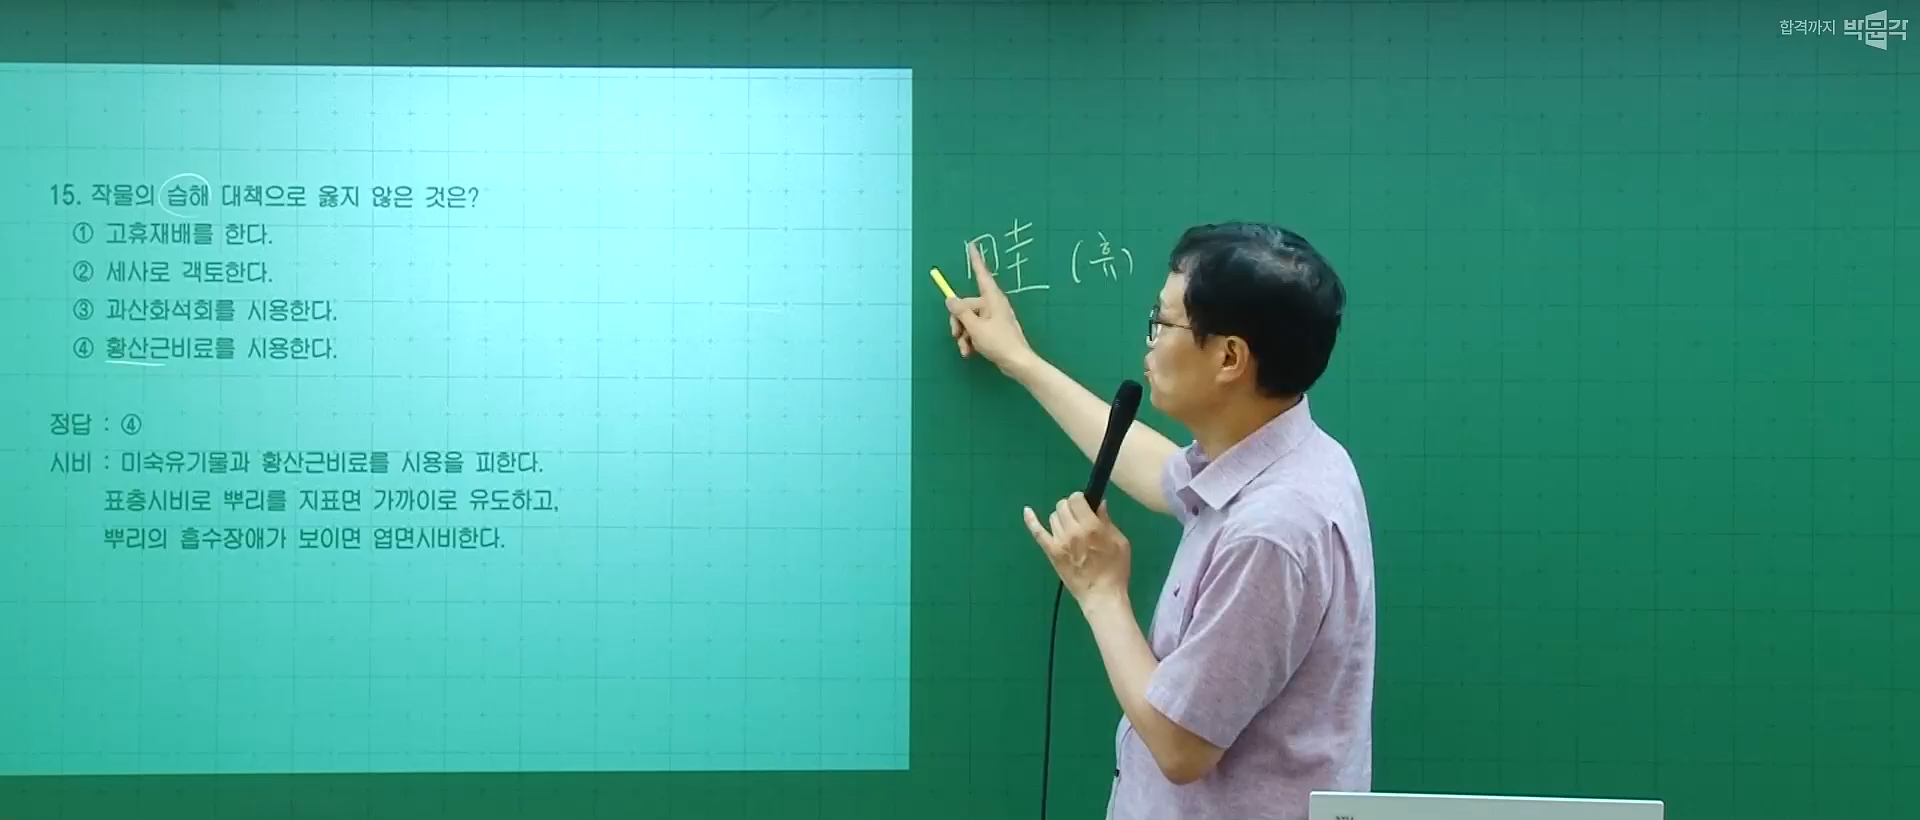 합격까지 박문각
15. 작물의 습해 대책으로 옳지 않은 것은?
① 고휴재배를 한다.
② 세사로 객토한다.
③ 과산화석회를 시용한다.
④ 황산근비료를 시용한다.
정답 : ④
시비 : 미숙유기물과 황산근비료를 시용을 피한다.
표층시비로 뿌리를 지표면 가까이로 유도하고,
뿌리의 흡수장애가 보이면 엽면시비한다.
畦 (휴)